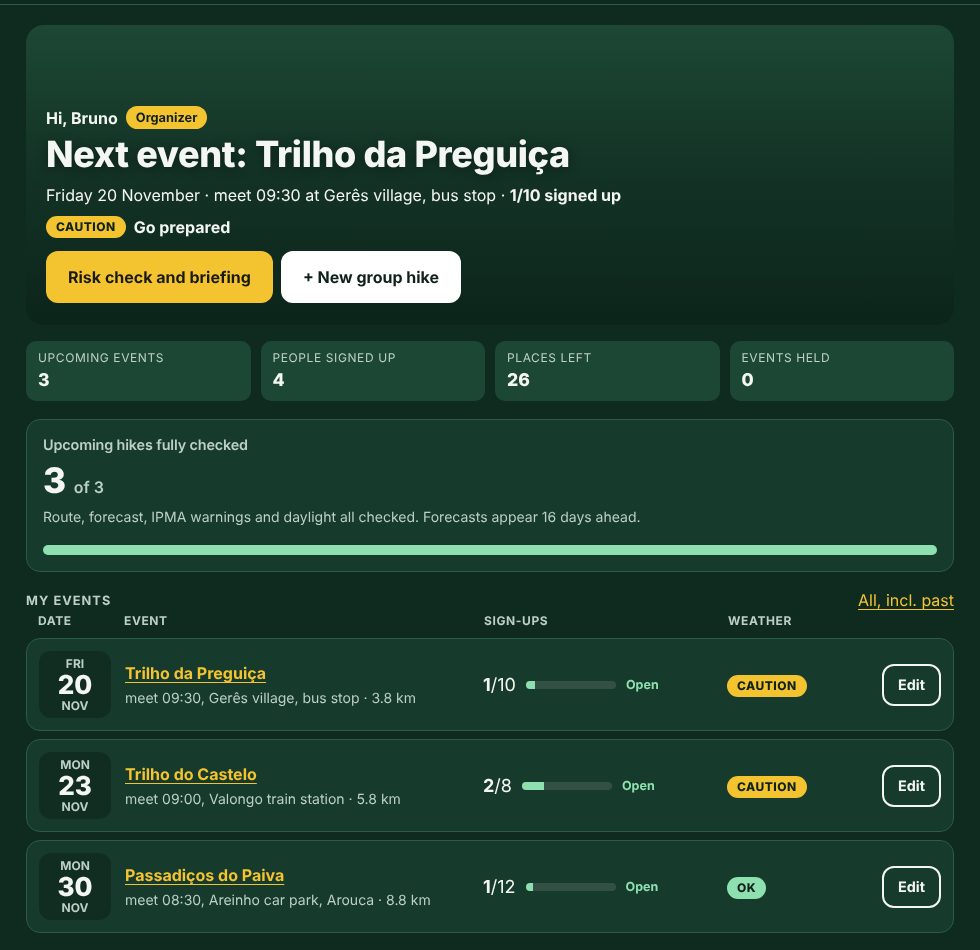 Hi, Bruno Organizer
Next event: Trilho da Preguiça
Friday 20 November · meet 09:30 at Gerês village, bus stop · 1/10 signed up
CAUTION Go prepared
Risk check and briefing + New group hike
UPCOMING EVENTS PEOPLE SIGNED UP PLACES LEFT EVENTS HELD
3 4 26 0
Upcoming hikes fully checked
3 of 3
Route, forecast, IPMA warnings and daylight all checked. Forecasts appear 16 days ahead.
MY EVENTS All, incl. past
DATE EVENT SIGN-UPS WEATHER
FRI
20
NOV
Trilho da Preguiça
meet 09:30, Gerês village, bus stop · 3.8 km
1/10 Open CAUTION Edit
MON
23
NOV
Trilho do Castelo
meet 09:00, Valongo train station · 5.8 km
2/8 Open CAUTION Edit
MON
30
NOV
Passadiços do Paiva
meet 08:30, Areinho car park, Arouca · 8.8 km
1/12 Open OK Edit